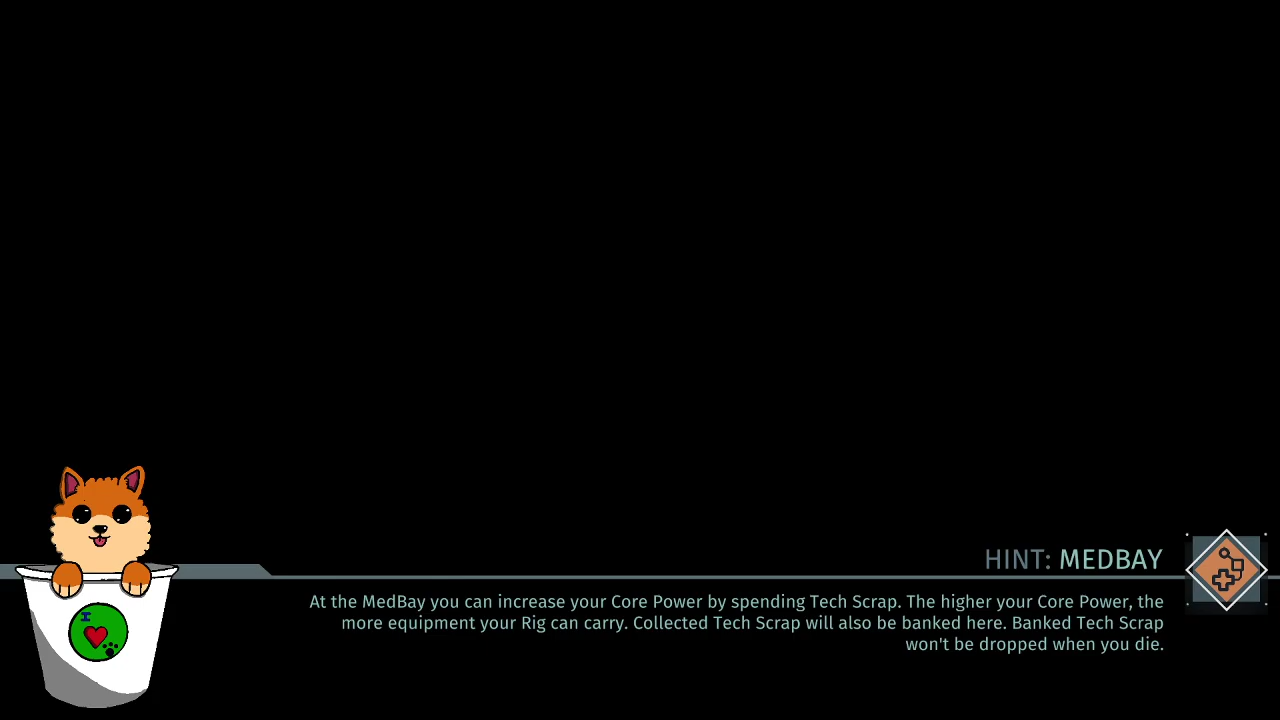 HINT: MEDBAY
At the MedBay you can increase your Core Power by spending Tech Scrap. The higher your Core Power, the
more equipment your Rig can carry. Collected Tech Scrap will also be banked here. Banked Tech Scrap
won't be dropped when you die.
I